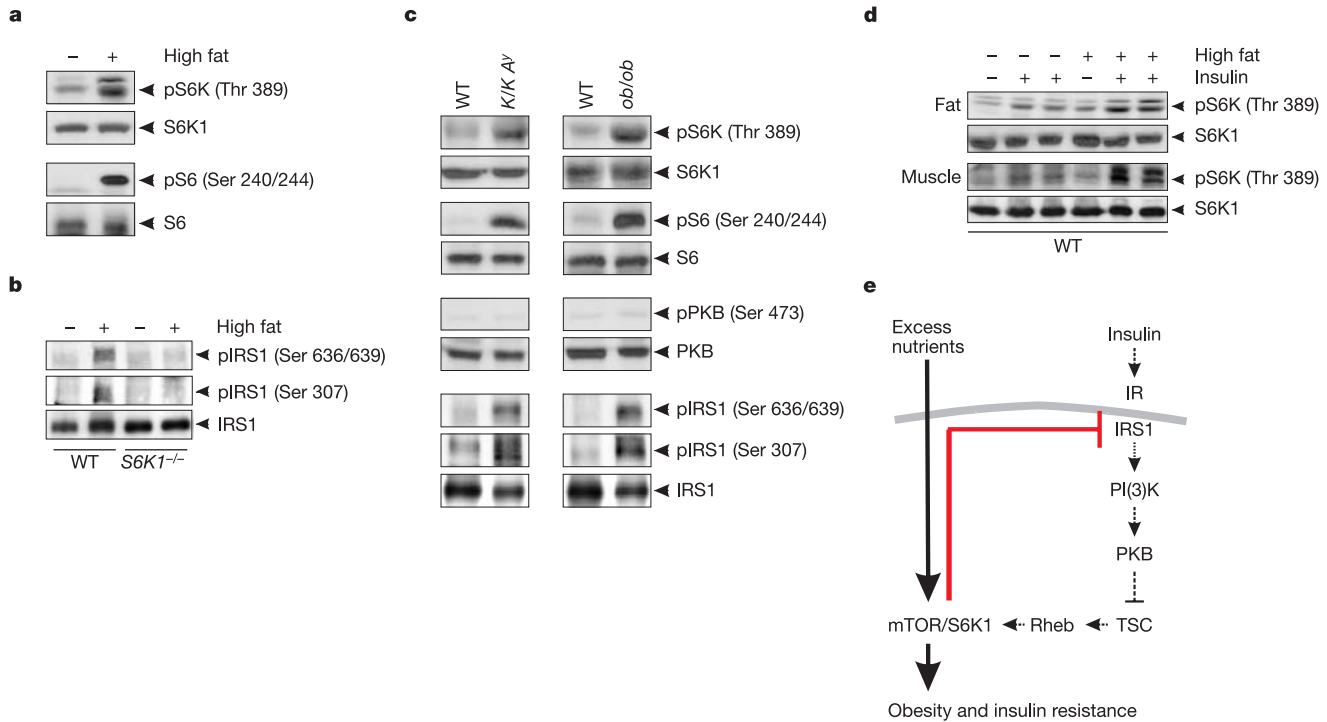 a
– + High fat
pS6K (Thr 389)
S6K1
pS6 (Ser 240/244)
S6
b
– + – + High fat
pIRS1 (Ser 636/639)
pIRS1 (Ser 307)
IRS1
WT S6K1–/–
c
WT K/K Aʸ WT ob/ob
pS6K (Thr 389)
S6K1
pS6 (Ser 240/244)
S6
pPKB (Ser 473)
PKB
pIRS1 (Ser 636/639)
pIRS1 (Ser 307)
IRS1
d
– – – + + + High fat
– + + – + + Insulin
Fat pS6K (Thr 389)
S6K1
Muscle pS6K (Thr 389)
S6K1
WT
e
Excess
nutrients
Insulin
IR
IRS1
PI(3)K
PKB
mTOR/S6K1 Rheb TSC
Obesity and insulin resistance